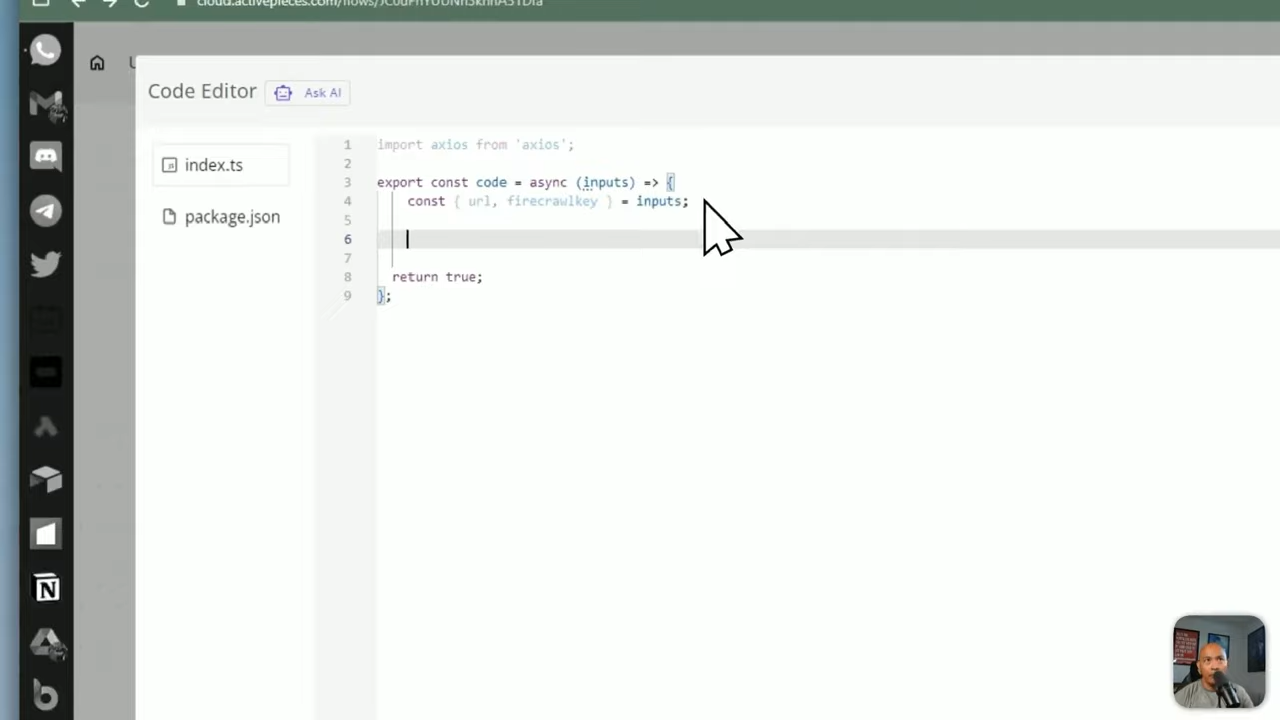 Code Editor
Ask AI
index.ts
package.json
1 import axios from 'axios';
2
3 export const code = async (inputs) => {
4 const { url, firecrawlkey } = inputs;
5
6
7
8 return true;
9 };